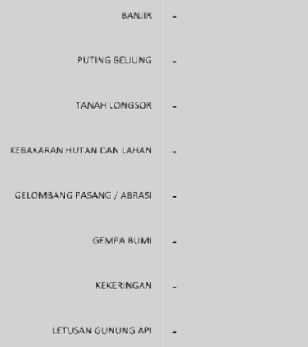 BANJIR -
PUTING BELIUNG -
TANAH LONGSOR -
KEBAKARAN HUTAN DAN LAHAN -
GELOMBANG PASANG / ABRASI -
GEMPA BUMI -
KEKERINGAN -
LETUSAN GUNUNG API -